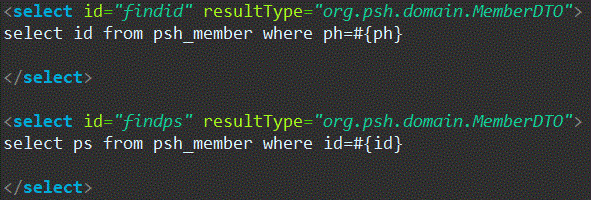 <select id="findid" resultType="org.psh.domain.MemberDTO">
select id from psh_member where ph=#{ph}
</select>
<select id="findps" resultType="org.psh.domain.MemberDTO">
select ps from psh_member where id=#{id}
</select>